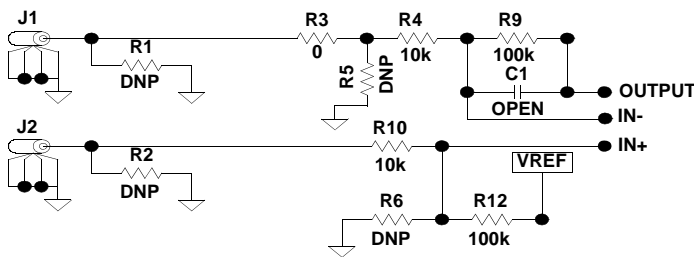 J1
R1
DNP
R3
0
R5
DNP
R4
10k
R9
100k
C1
OPEN
OUTPUT
IN-
J2
R2
DNP
R10
10k
IN+
VREF
R6
DNP
R12
100k